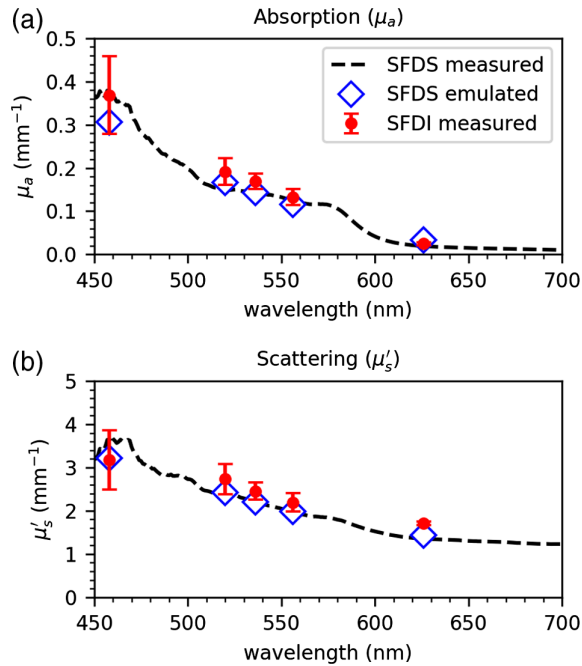 (a)
Absorption (μₐ)
0.5
0.4
0.3
0.2
0.1
0.0
μₐ (mm⁻¹)
SFDS measured
SFDS emulated
SFDI measured
450 500 550 600 650 700
wavelength (nm)
(b)
Scattering (μ′ₛ)
5
4
3
2
1
0
μ′ₛ (mm⁻¹)
450 500 550 600 650 700
wavelength (nm)